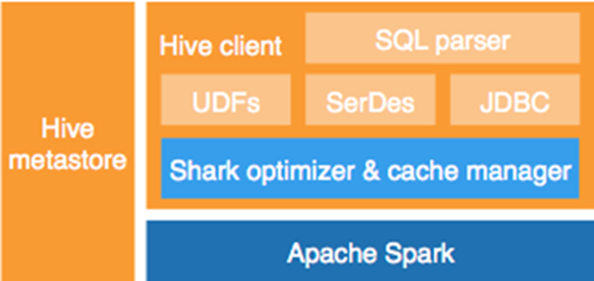 Hive metastore
Hive client
SQL parser
UDFs
SerDes
JDBC
Shark optimizer & cache manager
Apache Spark